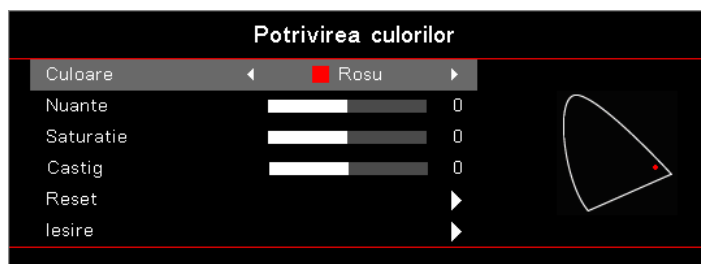 Potrivirea culorilor
Culoare Rosu
Nuante 0
Saturatie 0
Castig 0
Reset
Iesire